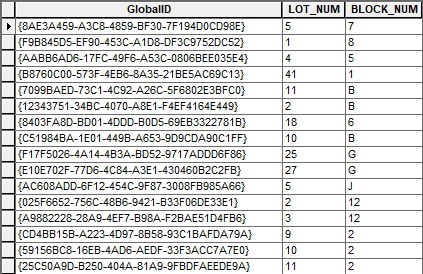 GlobalID LOT_NUM BLOCK_NUM
{8AE3A459-A3C8-4859-BF30-7F194D0CD98E} 5 7
{F9B845D5-EF90-453C-A1D8-DF3C9752DC52} 1 8
{AABB6AD6-17FC-49F6-A53C-0806BEE035E4} 4 5
{B8760C00-573F-4EB6-8A35-21BE5AC69C13} 41 1
{7099BAED-73C1-4C92-A26C-5F6802E3BFC0} 11 B
{12343751-34BC-4070-A8E1-F4EF4164E449} 2 B
{8403FA8D-BD01-4DDD-B0D5-69EB3322781B} 18 6
{C51984BA-1E01-449B-A653-9D9CDA90C1FF} 10 B
{F17F5026-4A14-4B3A-BD52-9717ADDD6F86} 25 G
{E10E702F-77D6-4C84-A3E1-430460B2C2FB} 27 G
{AC608ADD-6F12-454C-9F87-3008FB985A66} 5 J
{025F6652-756C-48B6-9421-B33F06DE33E1} 2 12
{A9882228-28A9-4EF7-B98A-F2BAE51D4FB6} 3 12
{CD4BB15B-A223-4D97-8B58-93C1BAFDA79A} 9 2
{59156BC8-16EB-4AD6-AEDF-33F3ACC7A7E0} 10 2
{25C50A9D-B250-404A-81A9-9FBDFAEEDE9A} 11 2